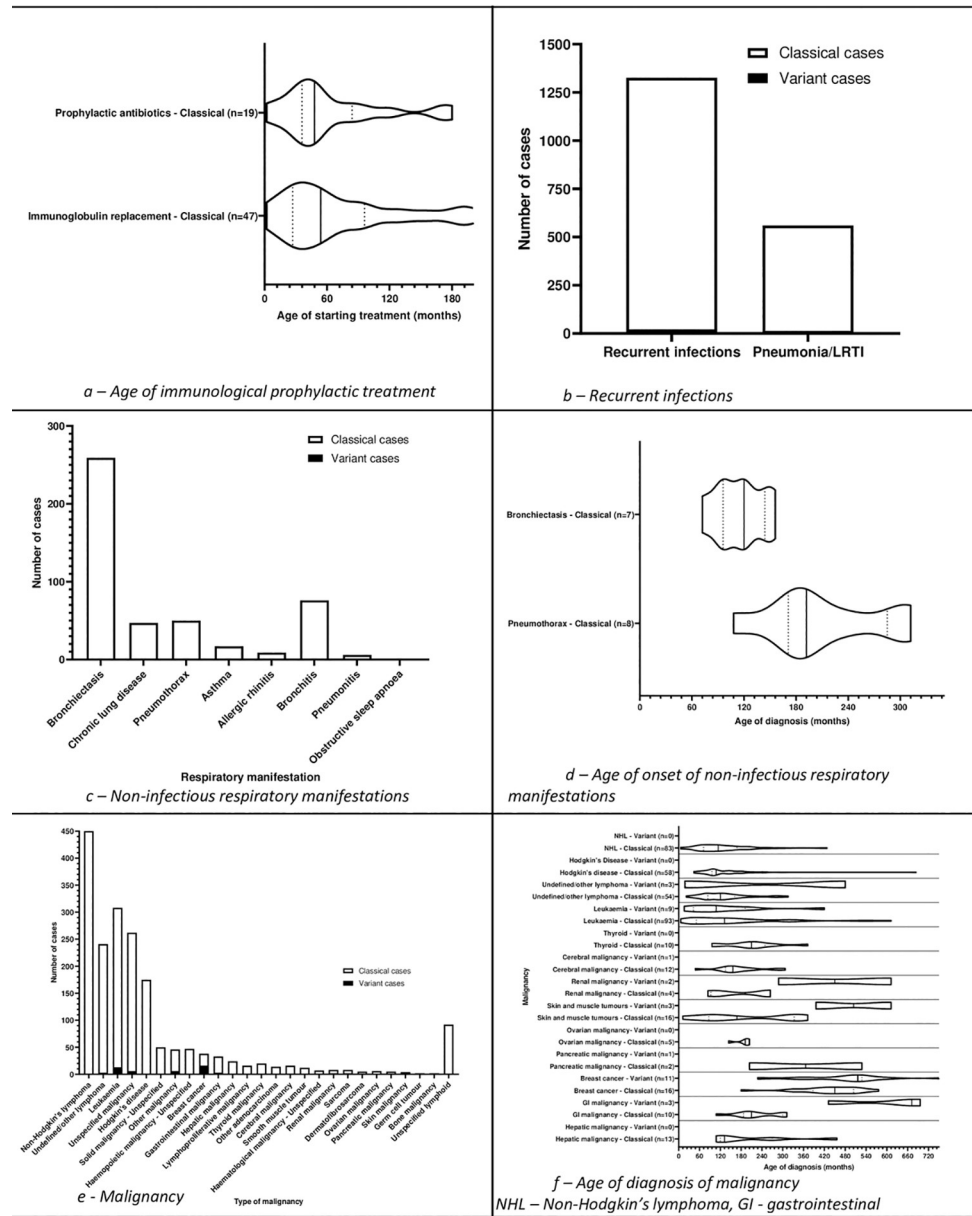 Prophylactic antibiotics - Classical (n=19)
Immunoglobulin replacement - Classical (n=47)
0 60 120 180
Age of starting treatment (months)
a – Age of immunological prophylactic treatment
Number of cases
1500
1250
1000
750
500
250
0
Classical cases
Variant cases
Recurrent infections Pneumonia/LRTI
b – Recurrent infections
Number of cases
300
200
100
0
Classical cases
Variant cases
Bronchiectasis
Chronic lung disease
Pneumothorax
Asthma
Allergic rhinitis
Bronchitis
Pneumonitis
Obstructive sleep apnoea
Respiratory manifestation
c – Non-infectious respiratory manifestations
Bronchiectasis - Classical (n=7)
Pneumothorax - Classical (n=8)
0 60 120 180 240 300
Age of diagnosis (months)
d – Age of onset of non-infectious respiratory
manifestations
Number of cases
450
400
350
300
250
200
150
100
50
0
Classical cases
Variant cases
Non-Hodgkin's lymphoma
Undefined/other lymphoma
Leukaemia
Unspecified malignancy
Hodgkin's disease
Solid malignancy - Unspecified
Other malignancy
Haempoietic malignancy - Unspecified
Breast cancer
Gastrointestinal malignancy
Hepatic malignancy
Lymphoproliferative malignancy
Thyroid malignancy
Other adenocarcinoma
Cerebral malignancy
Smooth muscle tumour
Haematological malignancy - Unspecified
Renal malignancy
Sarcoma
Dermatofibrosarcoma
Ovarian malignancy
Pancreatic malignancy
Skin malignancy
Germ cell tumour
Bone malignancy
Unspecified lymphoid
Type of malignancy
e - Malignancy
Malignancy
NHL - Variant (n=0)
NHL - Classical (n=83)
Hodgkin's Disease - Variant (n=0)
Hodgkin's disease - Classical (n=58)
Undefined/other lymphoma - Variant (n=3)
Undefined/other lymphoma - Classical (n=54)
Leukaemia - Variant (n=9)
Leukaemia - Classical (n=93)
Thyroid - Variant (n=0)
Thyroid - Classical (n=10)
Cerebral malignancy - Variant (n=1)
Cerebral malignancy - Classical (n=12)
Renal malignancy - Variant (n=2)
Renal malignancy - Classical (n=4)
Skin and muscle tumours - Variant (n=3)
Skin and muscle tumours - Classical (n=16)
Ovarian malignancy- Variant (n=0)
Ovarian malignancy - Classical (n=5)
Pancreatic malignancy - Variant (n=1)
Pancreatic malignancy - Classical (n=2)
Breast cancer - Variant (n=11)
Breast cancer - Classical (n=16)
GI malignancy - Variant (n=3)
GI malignancy - Classical (n=10)
Hepatic malignancy - Variant (n=0)
Hepatic malignancy - Classical (n=13)
0 60 120 180 240 300 360 420 480 540 600 660 720
Age of diagnosis (months)
f – Age of diagnosis of malignancy
NHL – Non-Hodgkin's lymphoma, GI - gastrointestinal